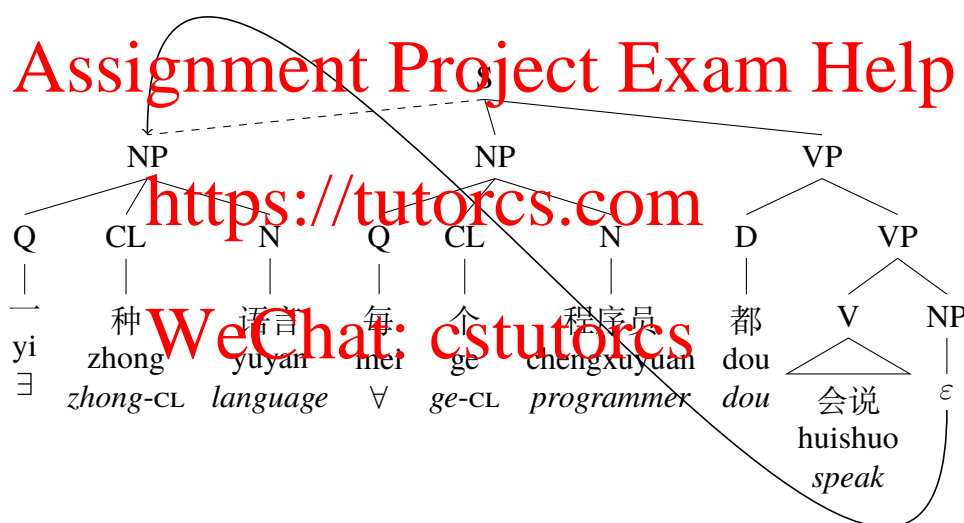 Assignment Project Exam Help
S
NP NP VP
https://tutorcs.com
Q CL N Q CL N D VP
一 种 语言 每 个 程序员 都 V NP
WeChat: cstutorcs
yi zhong yuyan mei ge chengxuyuan dou
∃ zhong-CL language ∀ ge-CL programmer dou 会说 ε
huishuo
speak